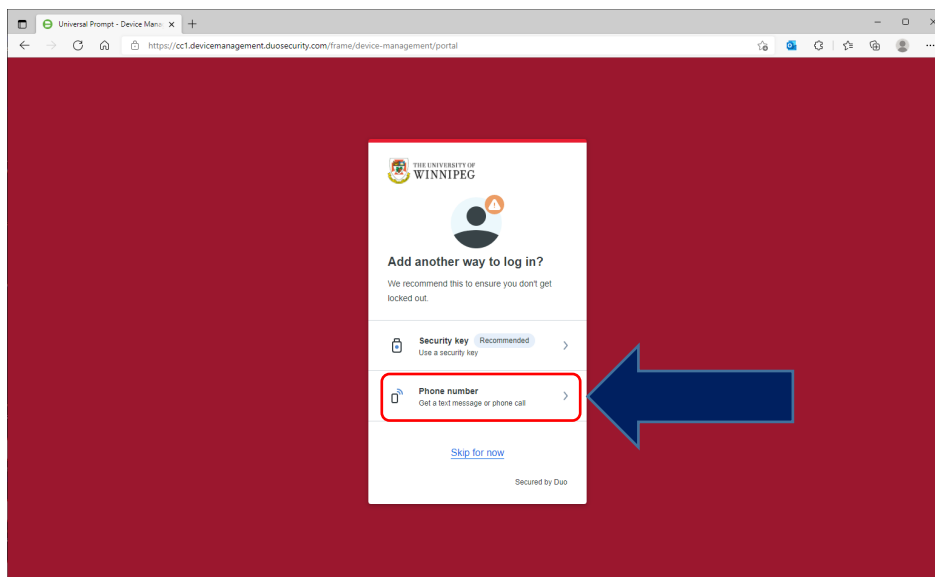 Universal Prompt - Device Mana
https://cc1.devicemanagement.duosecurity.com/frame/device-management/portal
THE UNIVERSITY OF
WINNIPEG
Add another way to log in?
We recommend this to ensure you don't get
locked out.
Security key Recommended
Use a security key
Phone number
Get a text message or phone call
Skip for now
Secured by Duo